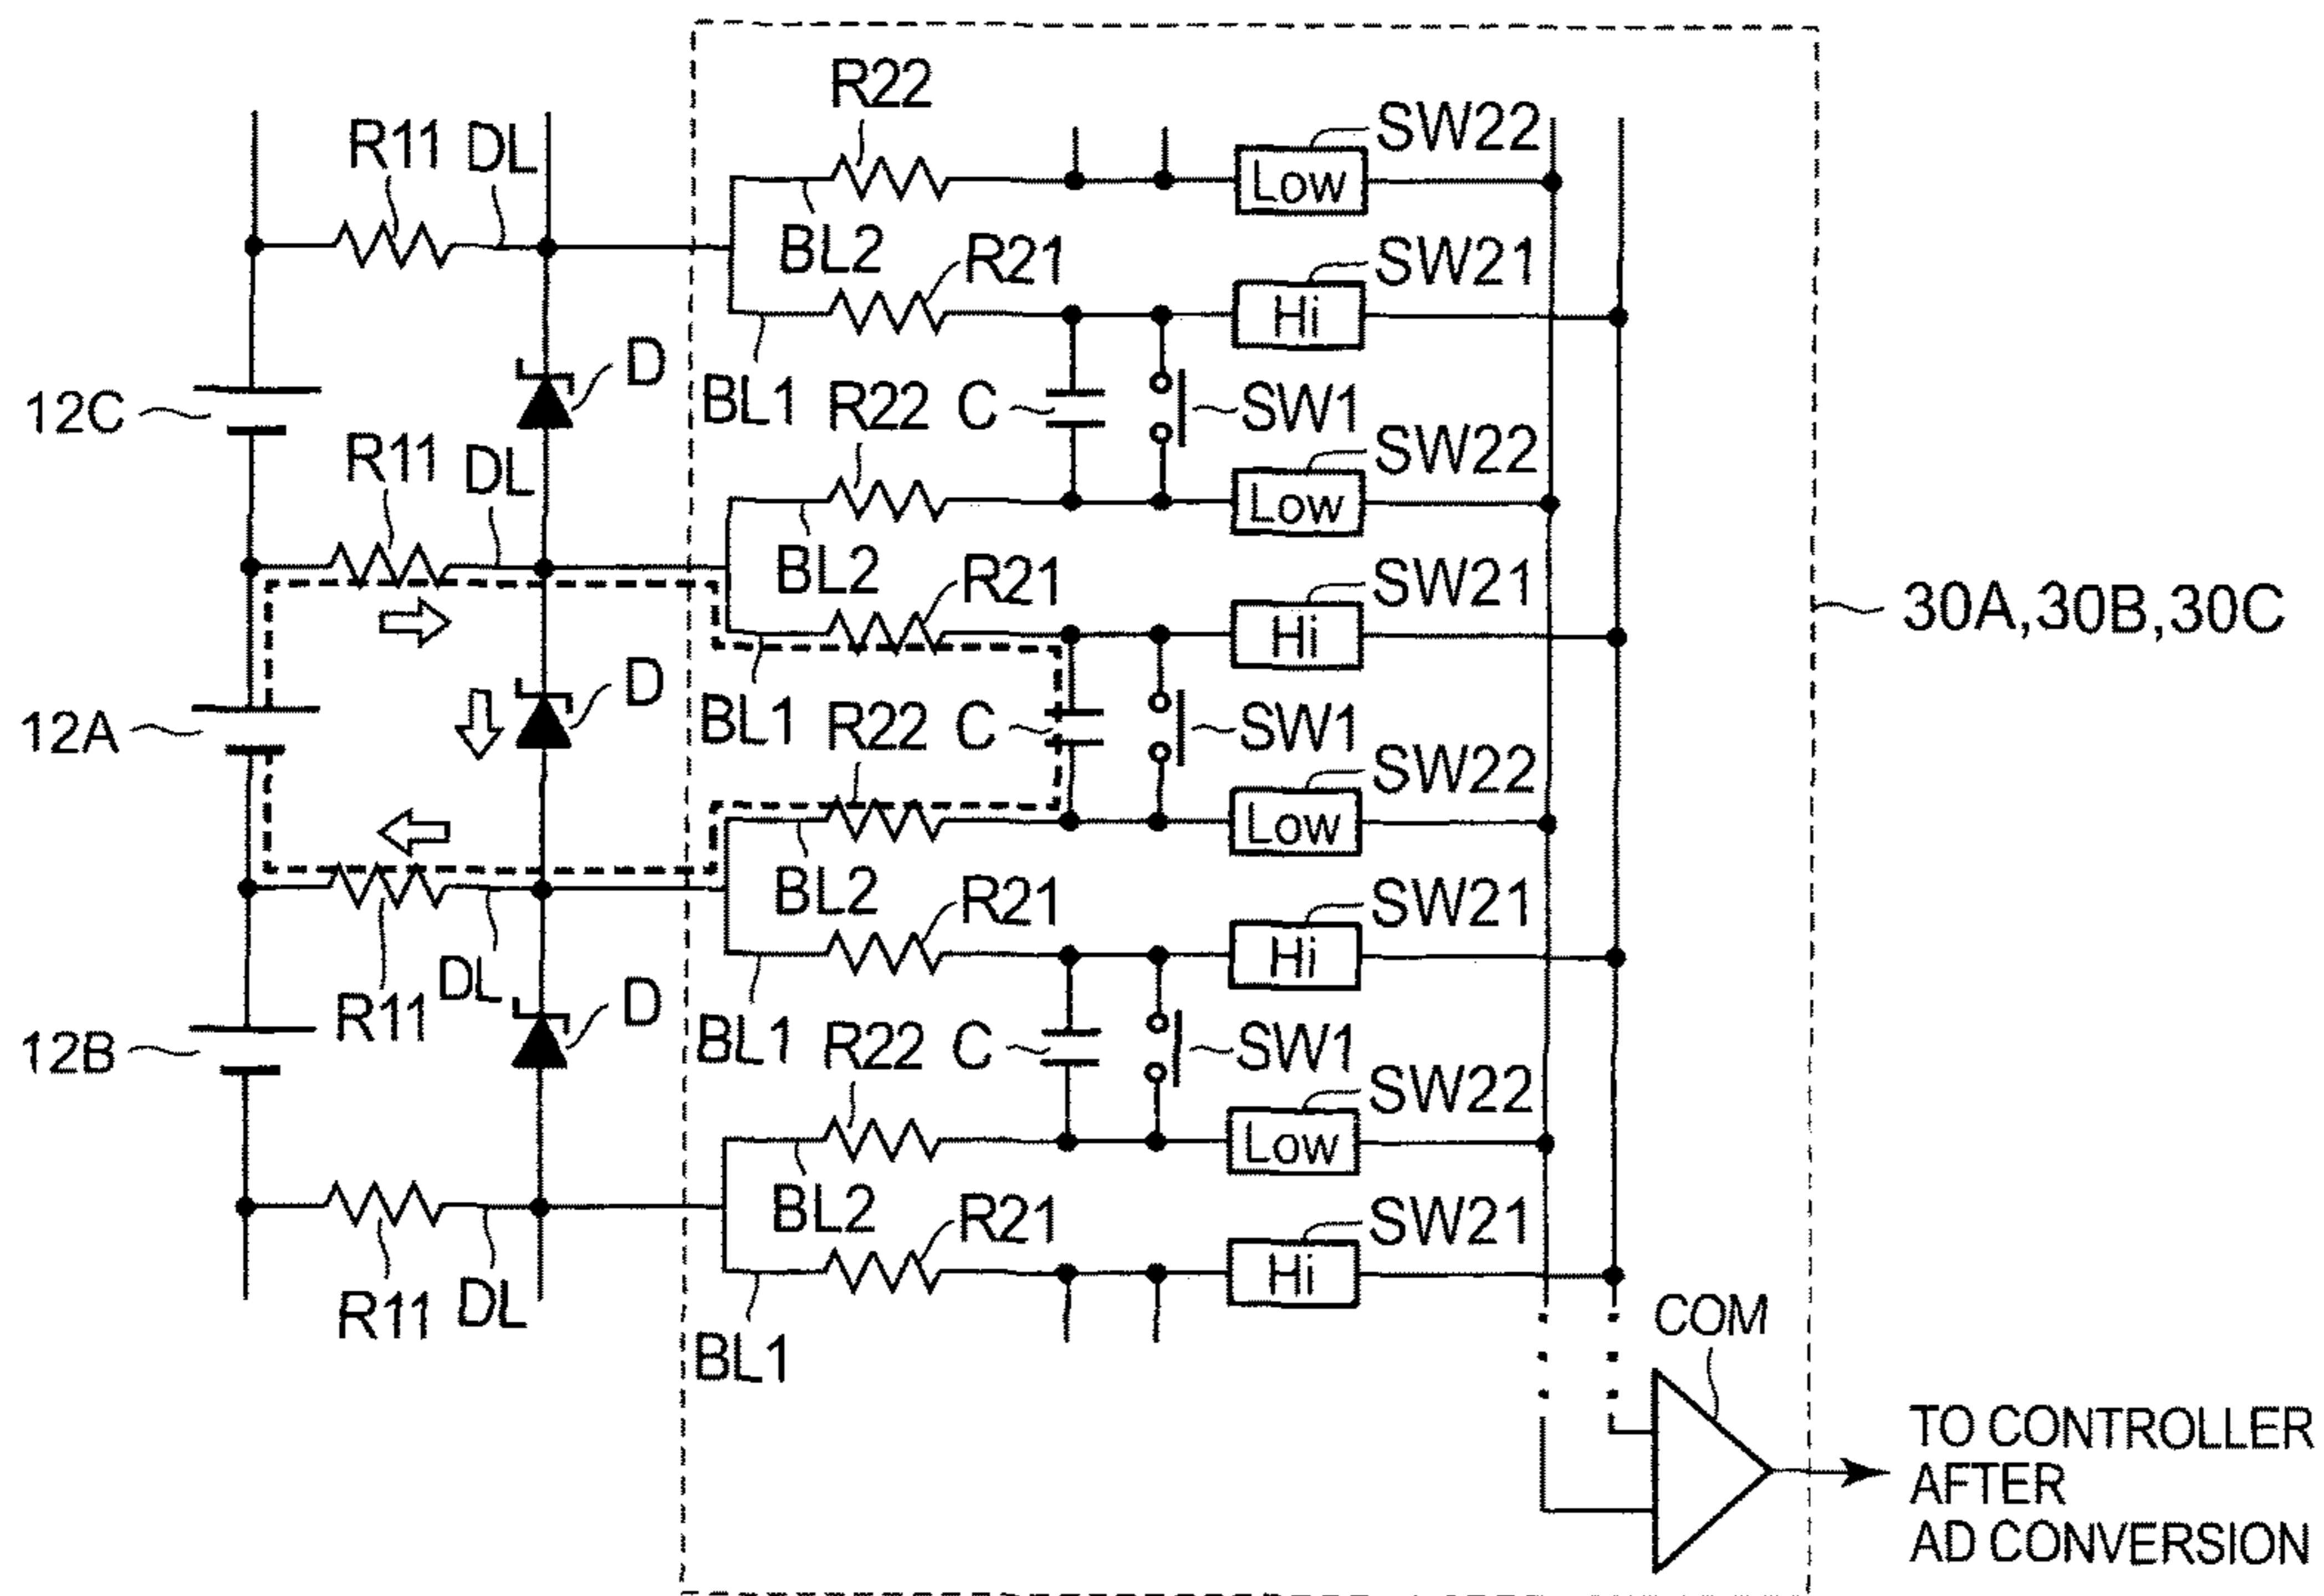 R22
SW22
R11 DL
Low
BL2
R21
SW21
Hi
D
12C
BL1
R22
C
SW1
SW22
R11
DL
Low
BL2
R21
SW21
30A,30B,30C
Hi
D
12A
BL1
R22
C
SW1
SW22
Low
BL2
R21
SW21
Hi
DL
R11
D
12B
BL1
R22
C
SW1
SW22
Low
BL2
R21
SW21
Hi
R11
DL
BL1
COM
TO CONTROLLER
AFTER
AD CONVERSION